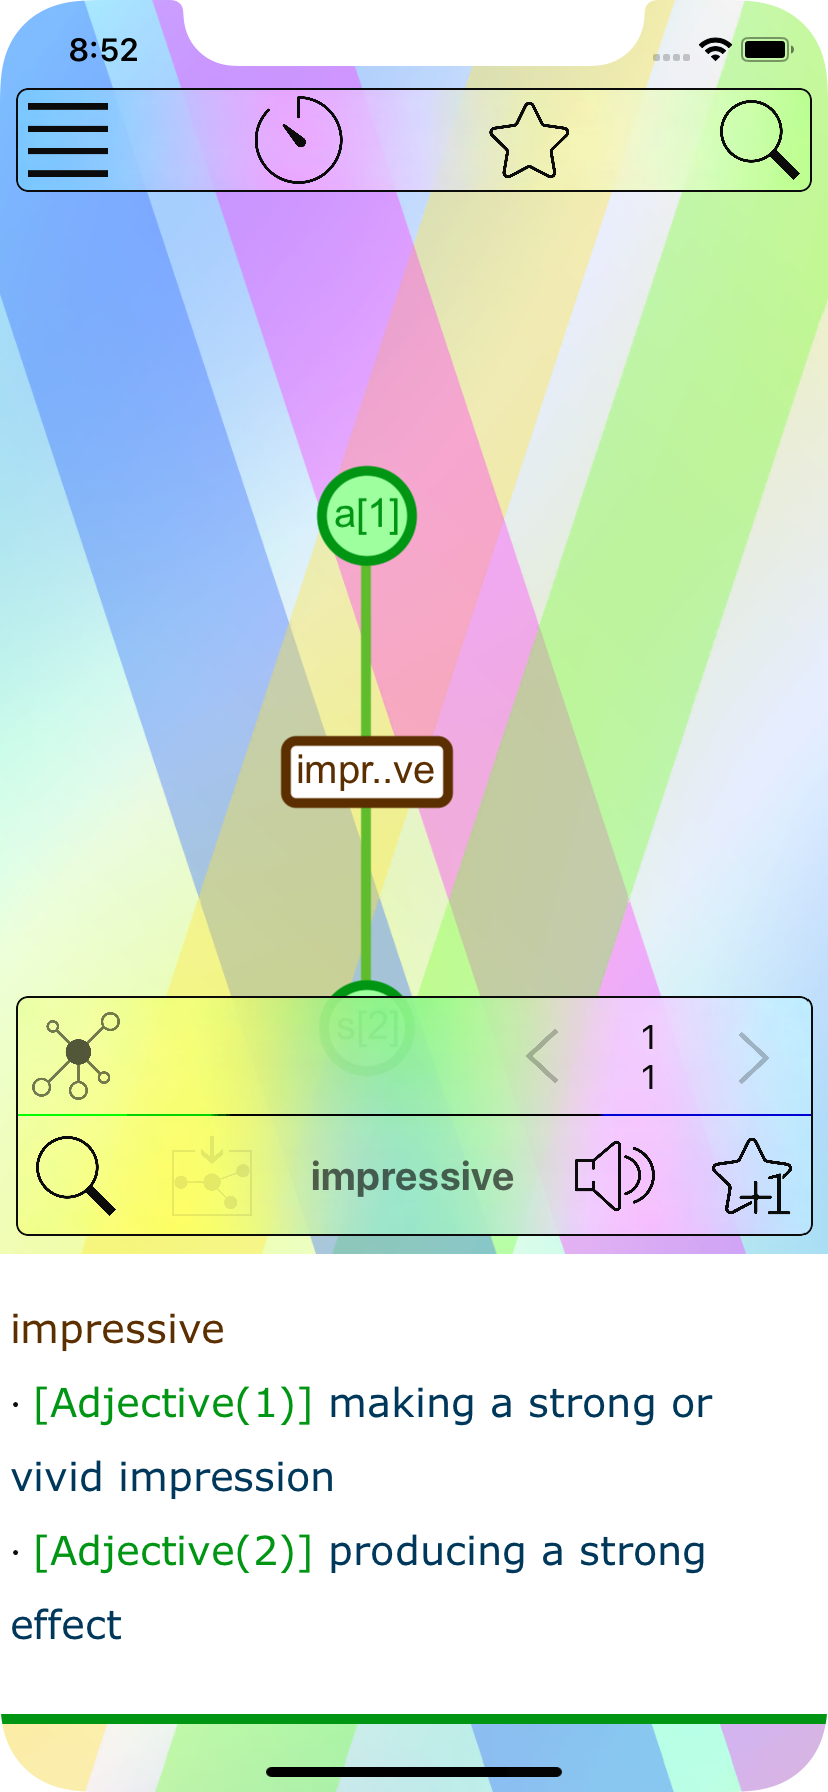 8:52
a[1]
impr..ve
s[2]
1
1
impressive
+1
impressive
· [Adjective(1)] making a strong or
vivid impression
· [Adjective(2)] producing a strong
effect